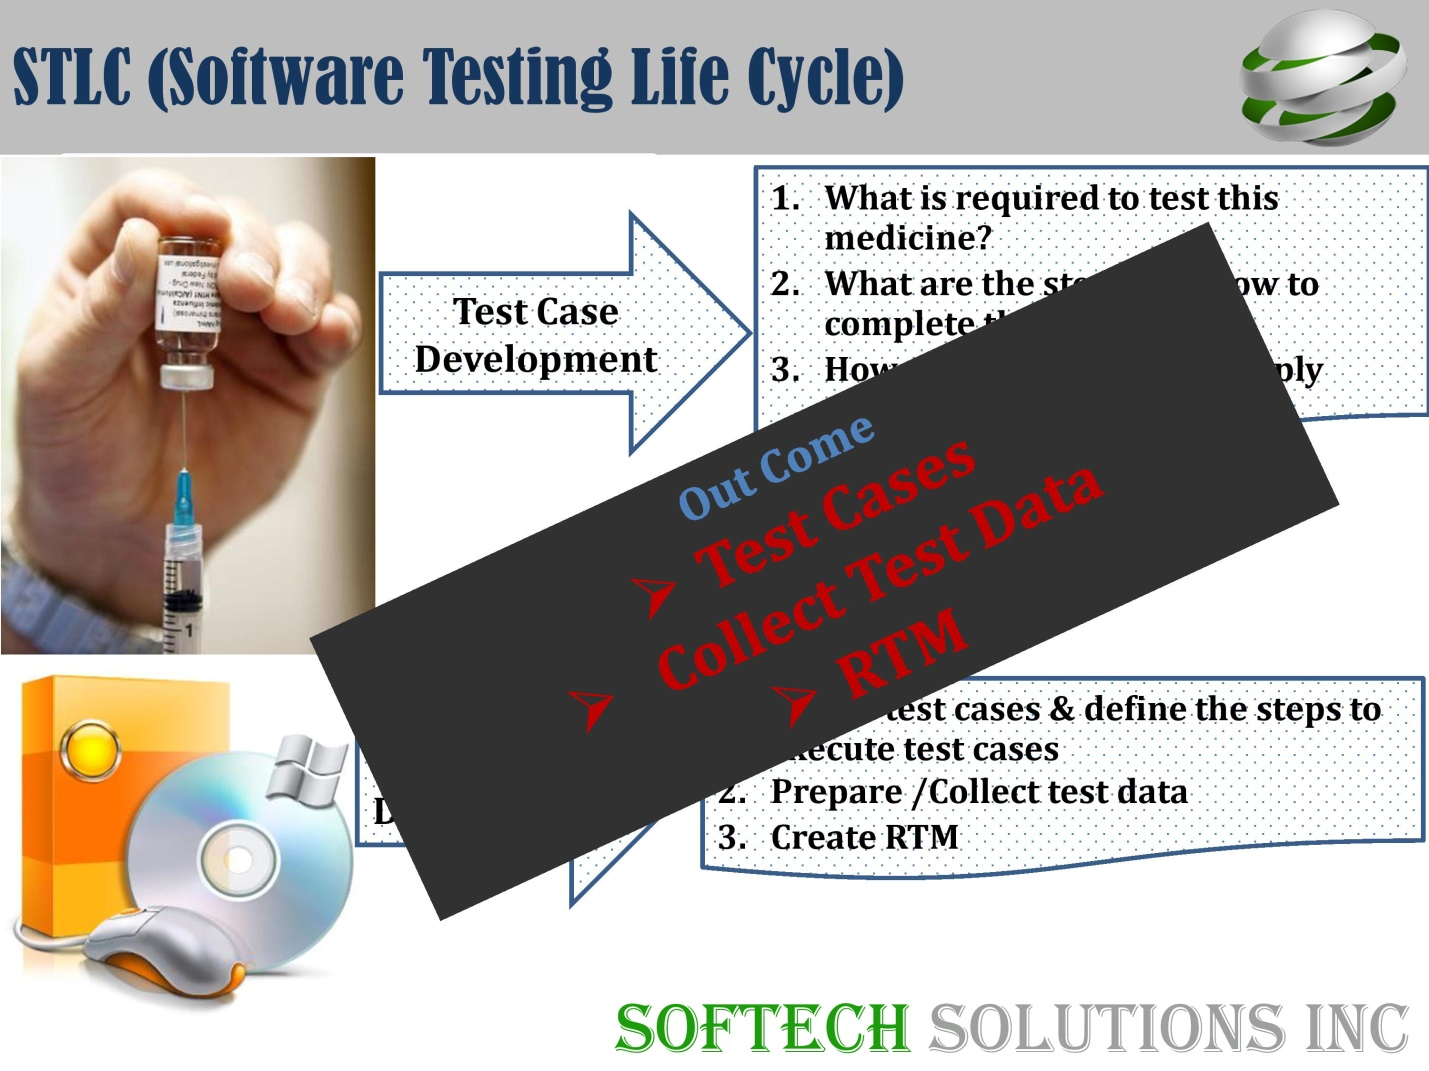 STLC (Software Testing Life Cycle)
1. What is required to test this
medicine?
2. What are the ow to
complete
3. How ply
Test Case
Development
Out Come
➢ Test Cases
➢ Collect Test Data
➢ RTM
test cases & define the steps to
execute test cases
2. Prepare /Collect test data
3. Create RTM
D
SOFTECH SOLUTIONS INC